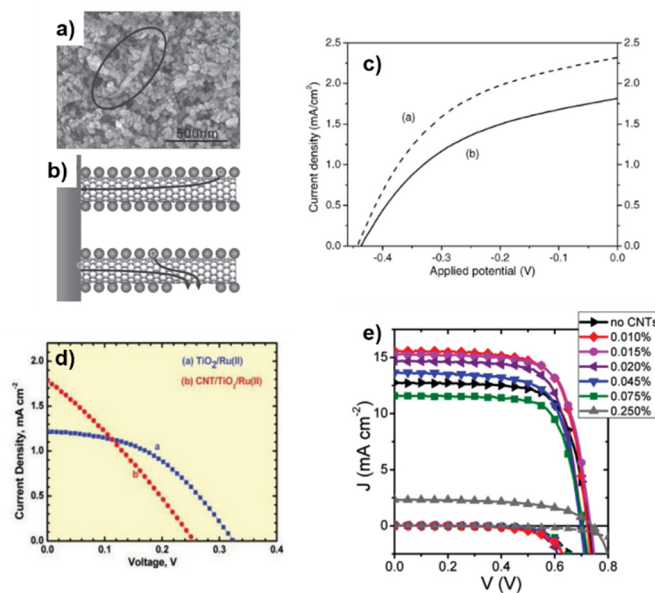 a)
500nm
b)
c)
Current density (mA/cm²)
2.5
2.0
1.5
1.0
0.5
0.0
(a)
(b)
2.5
2.0
1.5
1.0
0.5
0.0
-0.4 -0.3 -0.2 -0.1 0.0
Applied potential (V)
d)
Current Density, mA cm⁻²
2.0
1.5
1.0
0.5
0.0
(a) TiO₂/Ru(II)
(b) CNT/TiO₂/Ru(II)
a
b
0.0 0.1 0.2 0.3 0.4
Voltage, V
e)
J (mA cm⁻²)
15
10
5
0
no CNTs
0.010%
0.015%
0.020%
0.045%
0.075%
0.250%
0.0 0.2 0.4 0.6 0.8
V (V)